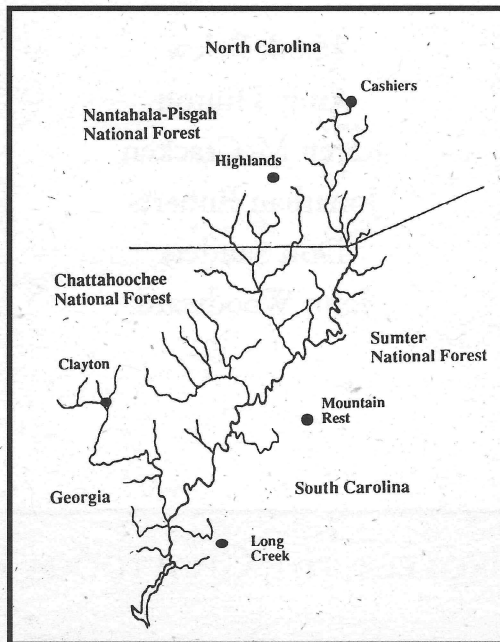 North Carolina
Cashiers
Nantahala-Pisgah
National Forest
Highlands
Chattahoochee
National Forest
Sumter
National Forest
Clayton
Mountain
Rest
Georgia
South Carolina
Long
Creek